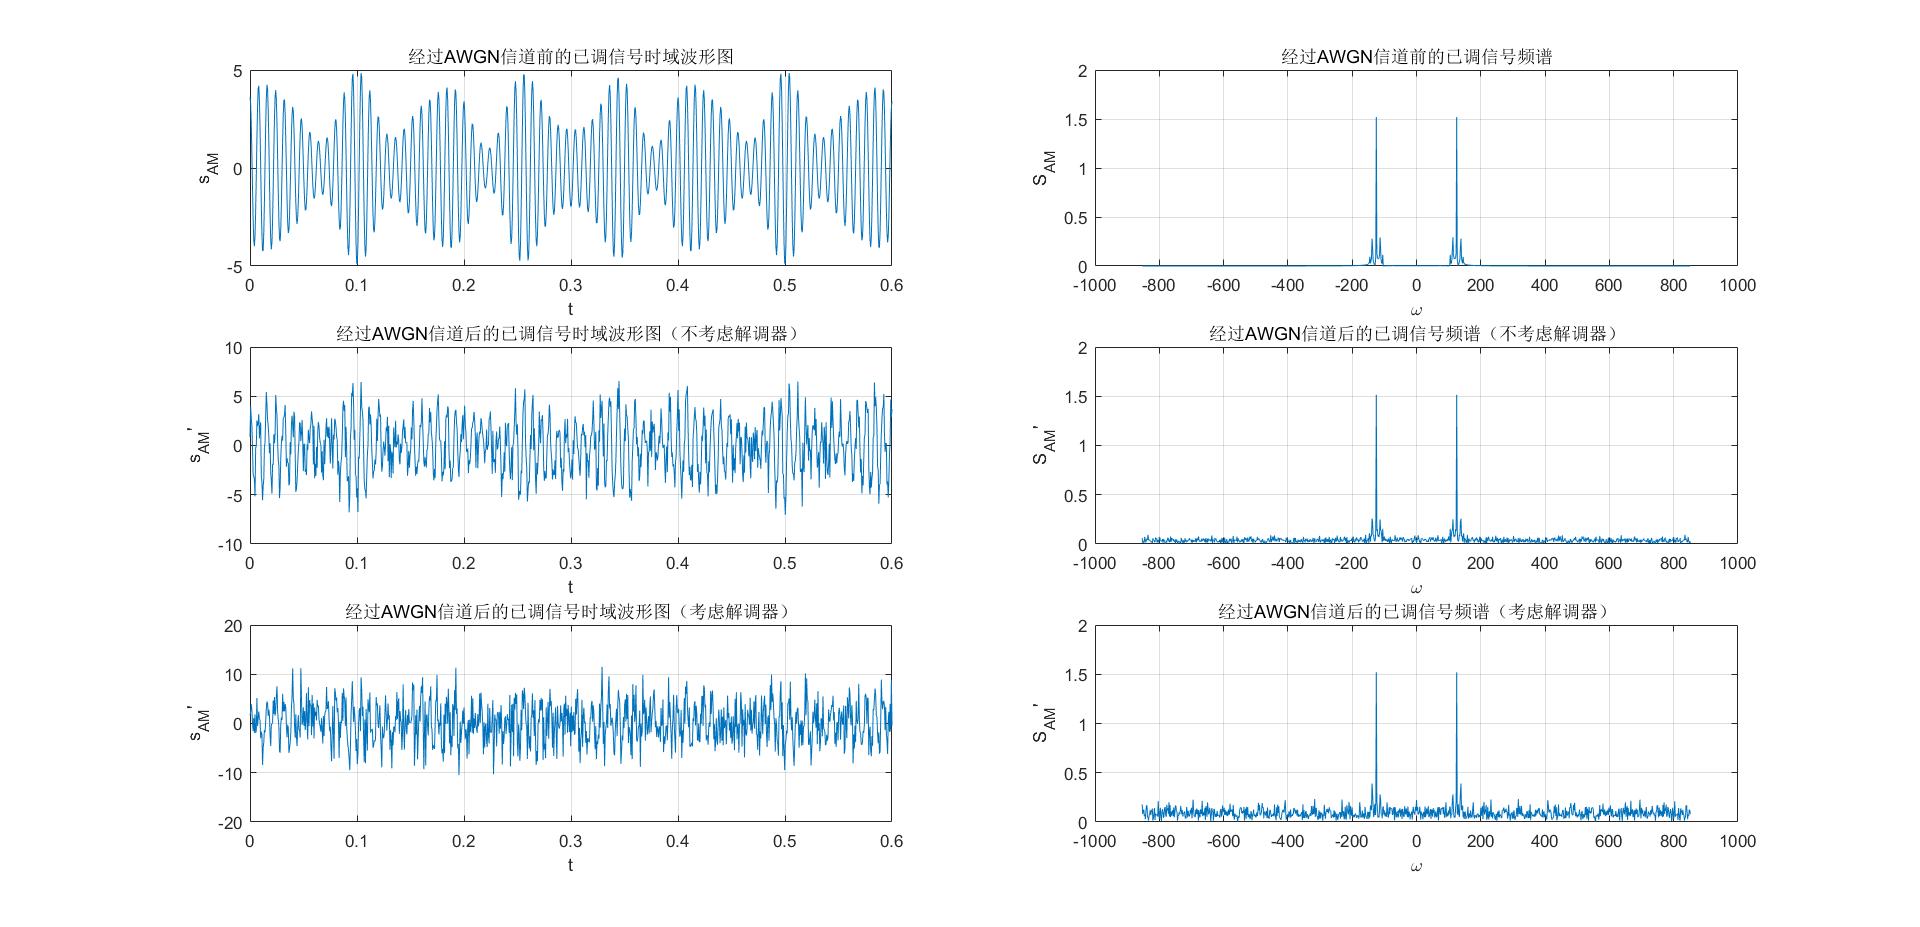 经过AWGN信道前的已调信号时域波形图
5
0
-5
s_AM
0 0.1 0.2 0.3 0.4 0.5 0.6
t
经过AWGN信道前的已调信号频谱
2
1.5
1
0.5
0
S_AM
-1000 -800 -600 -400 -200 0 200 400 600 800 1000
ω
经过AWGN信道后的已调信号时域波形图（不考虑解调器）
10
5
0
-5
-10
s_AM'
0 0.1 0.2 0.3 0.4 0.5 0.6
t
经过AWGN信道后的已调信号频谱（不考虑解调器）
2
1.5
1
0.5
0
S_AM'
-1000 -800 -600 -400 -200 0 200 400 600 800 1000
ω
经过AWGN信道后的已调信号时域波形图（考虑解调器）
20
10
0
-10
-20
s_AM'
0 0.1 0.2 0.3 0.4 0.5 0.6
t
经过AWGN信道后的已调信号频谱（考虑解调器）
2
1.5
1
0.5
0
S_AM'
-1000 -800 -600 -400 -200 0 200 400 600 800 1000
ω